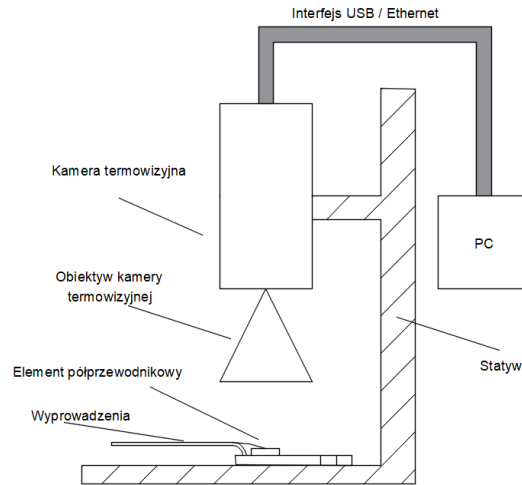 Interfejs USB / Ethernet
Kamera termowizyjna
PC
Obiektyw kamery
termowizyjnej
Element półprzewodnikowy
Statyw
Wyprowadzenia